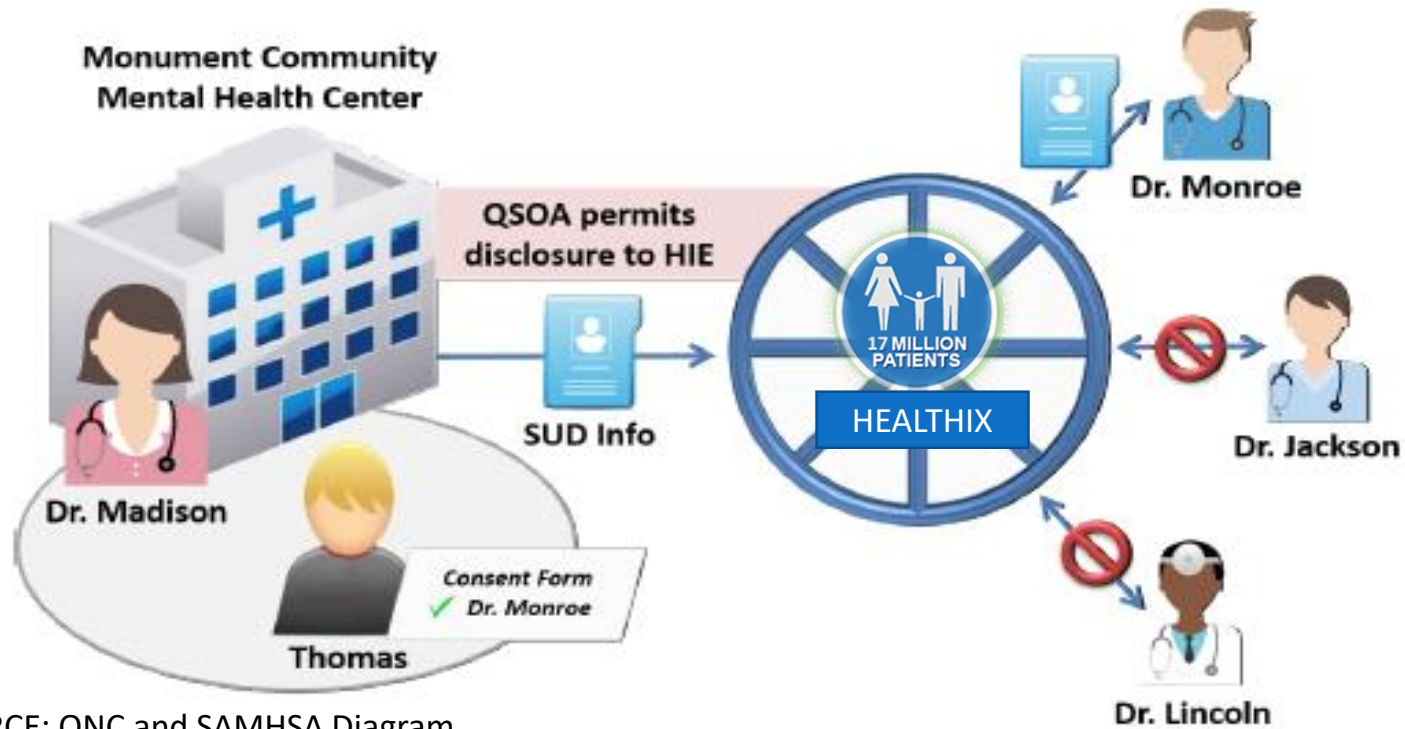 Monument Community
Mental Health Center
QSOA permits
disclosure to HIE
SUD Info
Dr. Madison
Consent Form
✓ Dr. Monroe
Thomas
17 MILLION
PATIENTS
HEALTHIX
Dr. Monroe
Dr. Jackson
Dr. Lincoln
ONC and SAMHSA Diagram